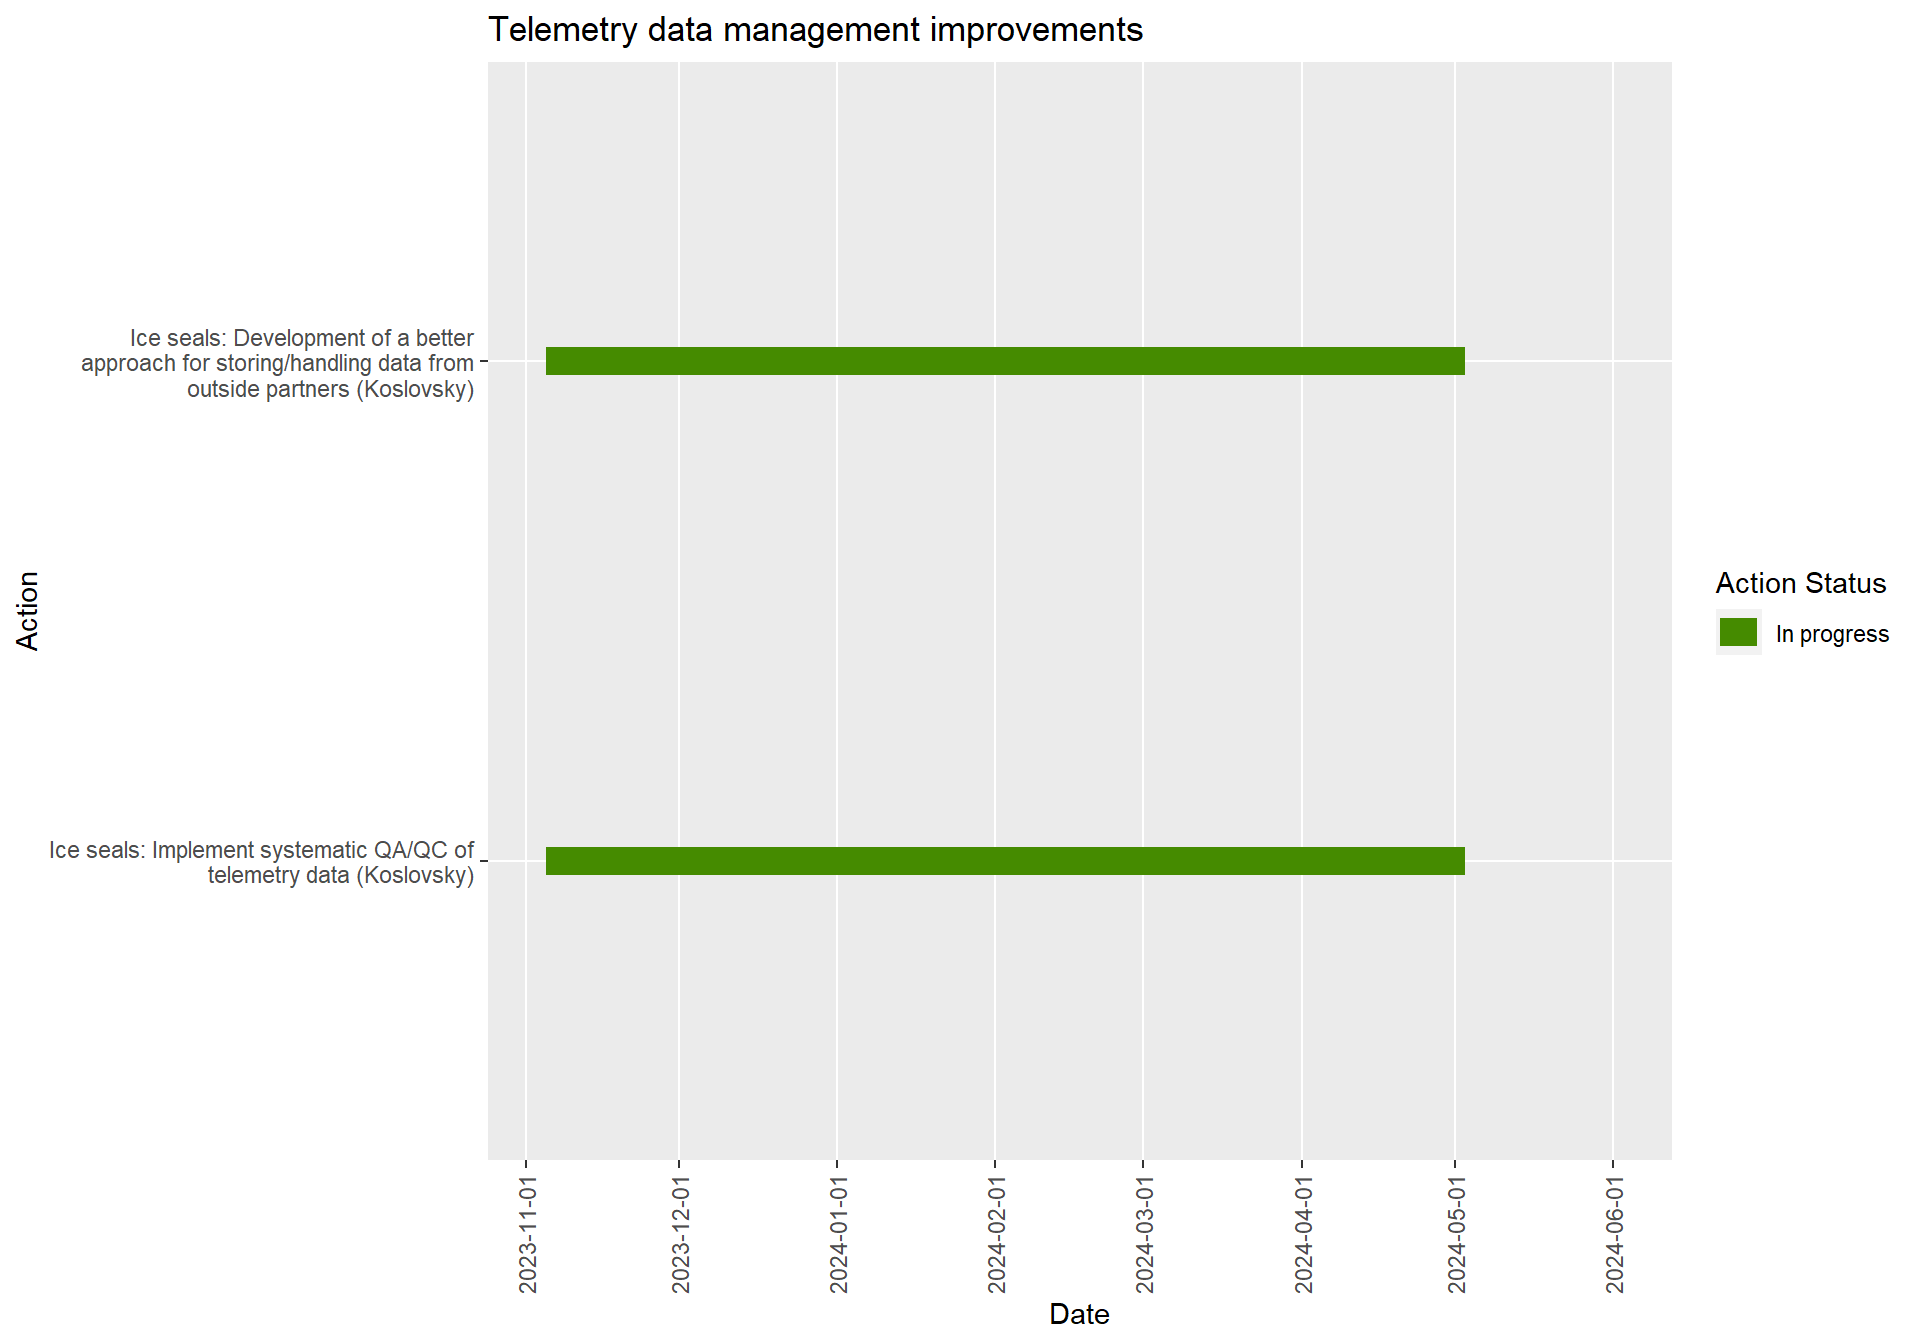 Telemetry data management improvements
Ice seals: Development of a better
approach for storing/handling data from
outside partners (Koslovsky)
Action
Ice seals: Implement systematic QA/QC of
telemetry data (Koslovsky)
Action Status
In progress
2023-11-01
2023-12-01
2024-01-01
2024-02-01
2024-03-01
2024-04-01
2024-05-01
2024-06-01
Date